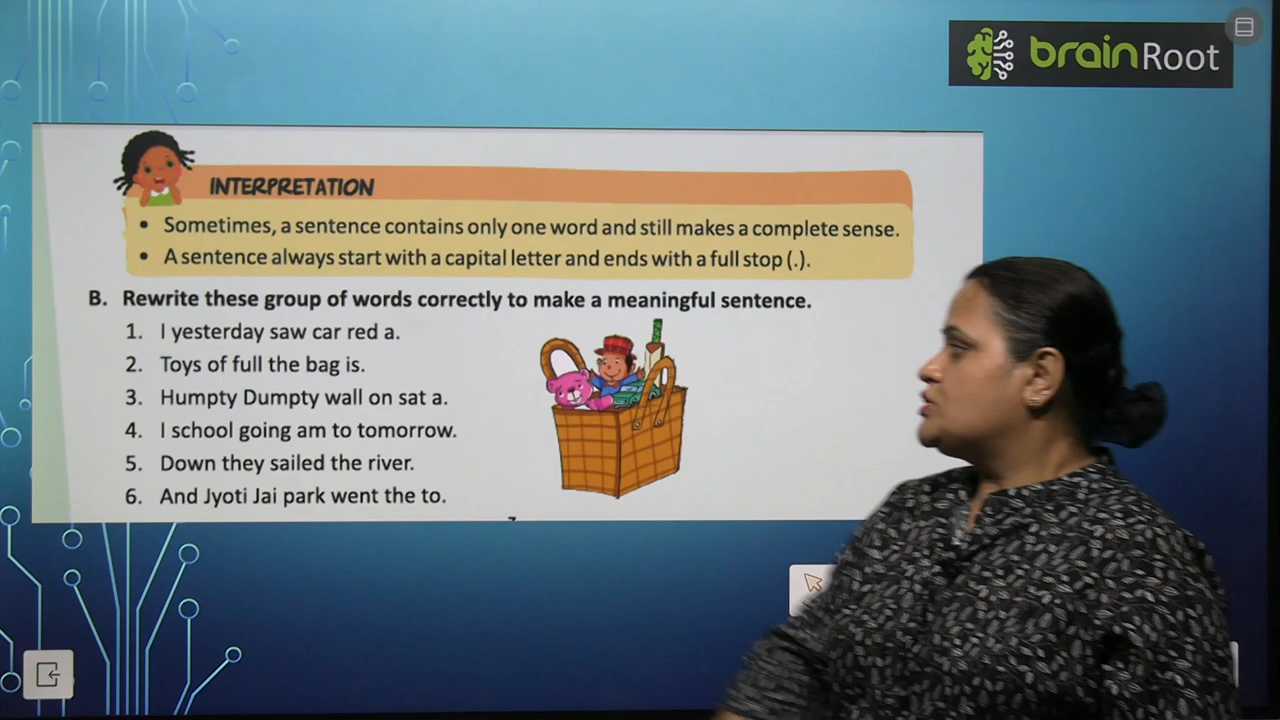 brainRoot
INTERPRETATION
• Sometimes, a sentence contains only one word and still makes a complete sense.
• A sentence always start with a capital letter and ends with a full stop (.).
B. Rewrite these group of words correctly to make a meaningful sentence.
1. I yesterday saw car red a.
2. Toys of full the bag is.
3. Humpty Dumpty wall on sat a.
4. I school going am to tomorrow.
5. Down they sailed the river.
6. And Jyoti Jai park went the to.